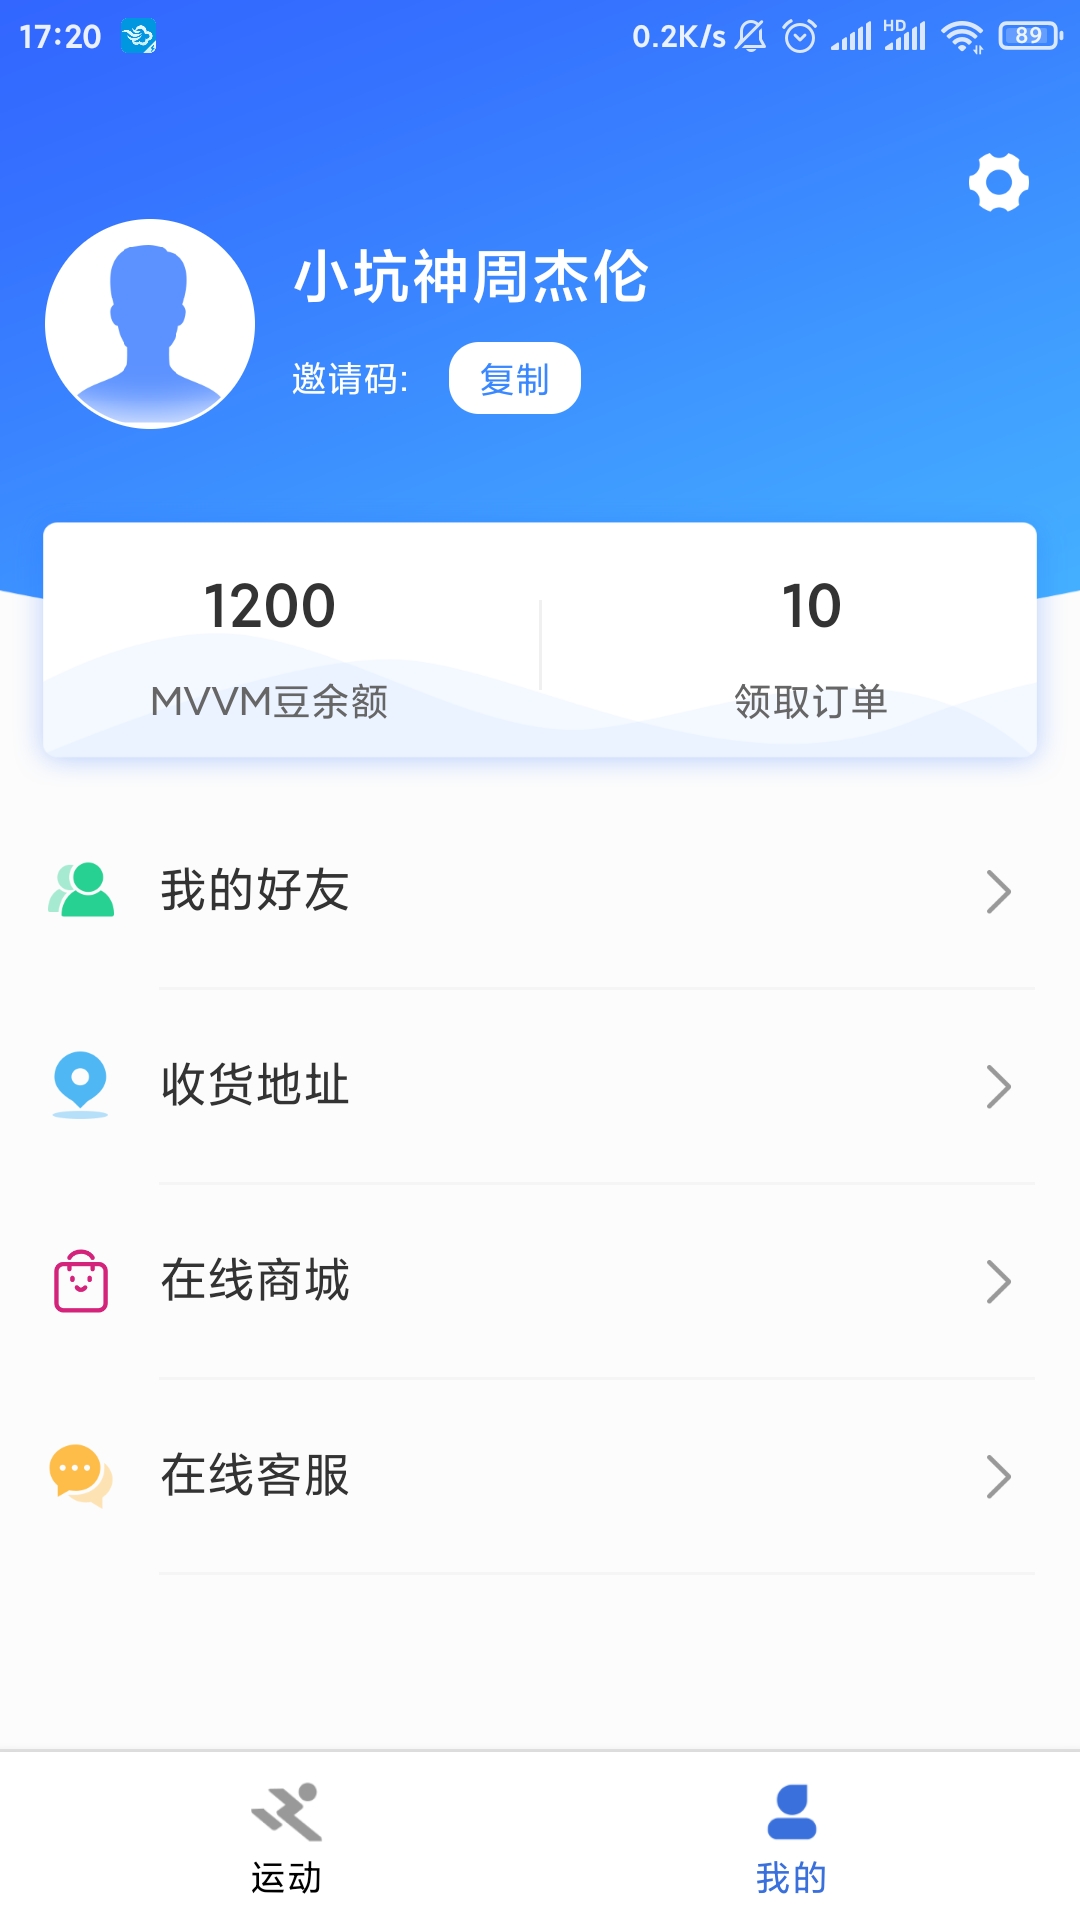 17:20 0.2K/s HD 89
小坑神周杰伦
邀请码: 复制
1200 10
MVVM豆余额 领取订单
我的好友
收货地址
在线商城
在线客服
运动 我的